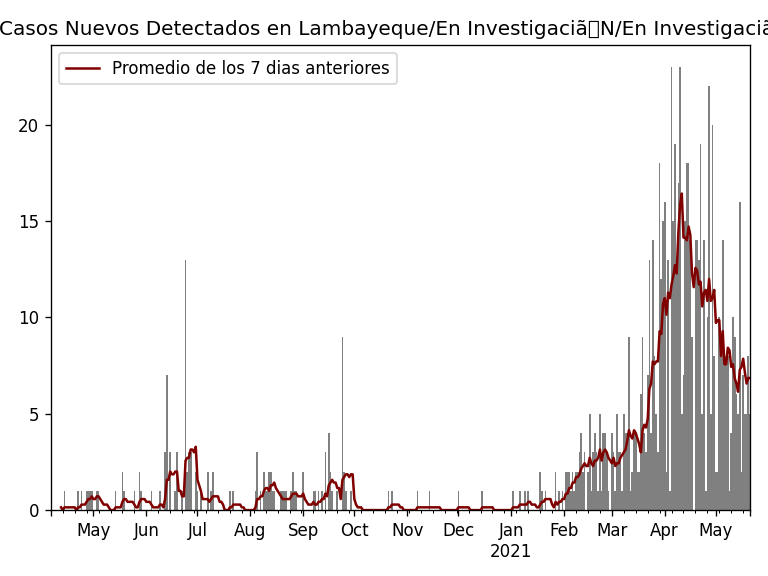 Casos Nuevos Detectados en Lambayeque/En Investigaciã▯N/En Investigaciã
Promedio de los 7 dias anteriores
20
15
10
5
0
May Jun Jul Aug Sep Oct Nov Dec Jan Feb Mar Apr May
2021